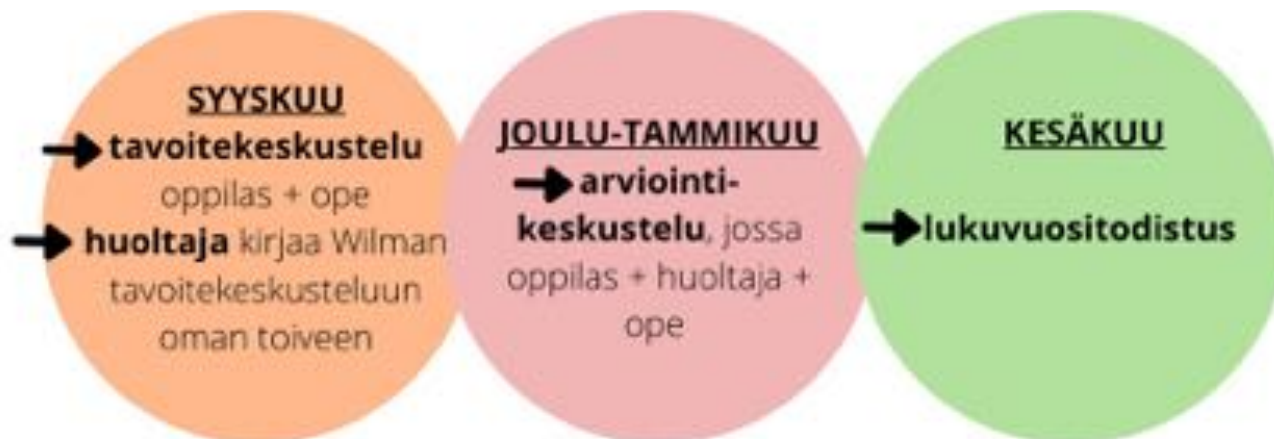 SYYSKUU
tavoitekeskustelu
oppilas + ope
huoltaja kirjaa Wilman
tavoitekeskusteluun
oman toiveen
JOULU-TAMMIKUU
arviointi-
keskustelu, jossa
oppilas + huoltaja +
ope
KESÄKUU
lukuvuositodistus